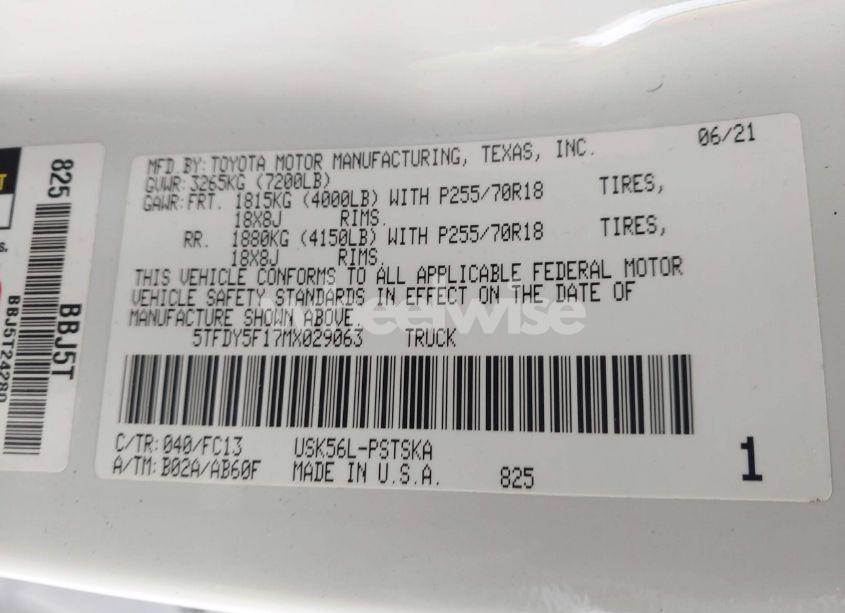 MFD.BY:TOYOTA MOTOR MANUFACTURING, TEXAS, INC. 06/21
GVWR:3265KG (7200LB)
GAWR:FRT. 1815KG (4000LB) WITH P255/70R18 TIRES,
18X8J RIMS.
RR. 1880KG (4150LB) WITH P255/70R18 TIRES,
18X8J RIMS.
THIS VEHICLE CONFORMS TO ALL APPLICABLE FEDERAL MOTOR
VEHICLE SAFETY STANDARDS IN EFFECT ON THE DATE OF
MANUFACTURE SHOWN ABOVE.
5TFDY5F17MX029063 TRUCK
C/TR:040/FC13 USK56L-PSTSKA
A/TM:B02A/AB60F MADE IN U.S.A. 825 1
825 BBJ5T
BBJ5T24280